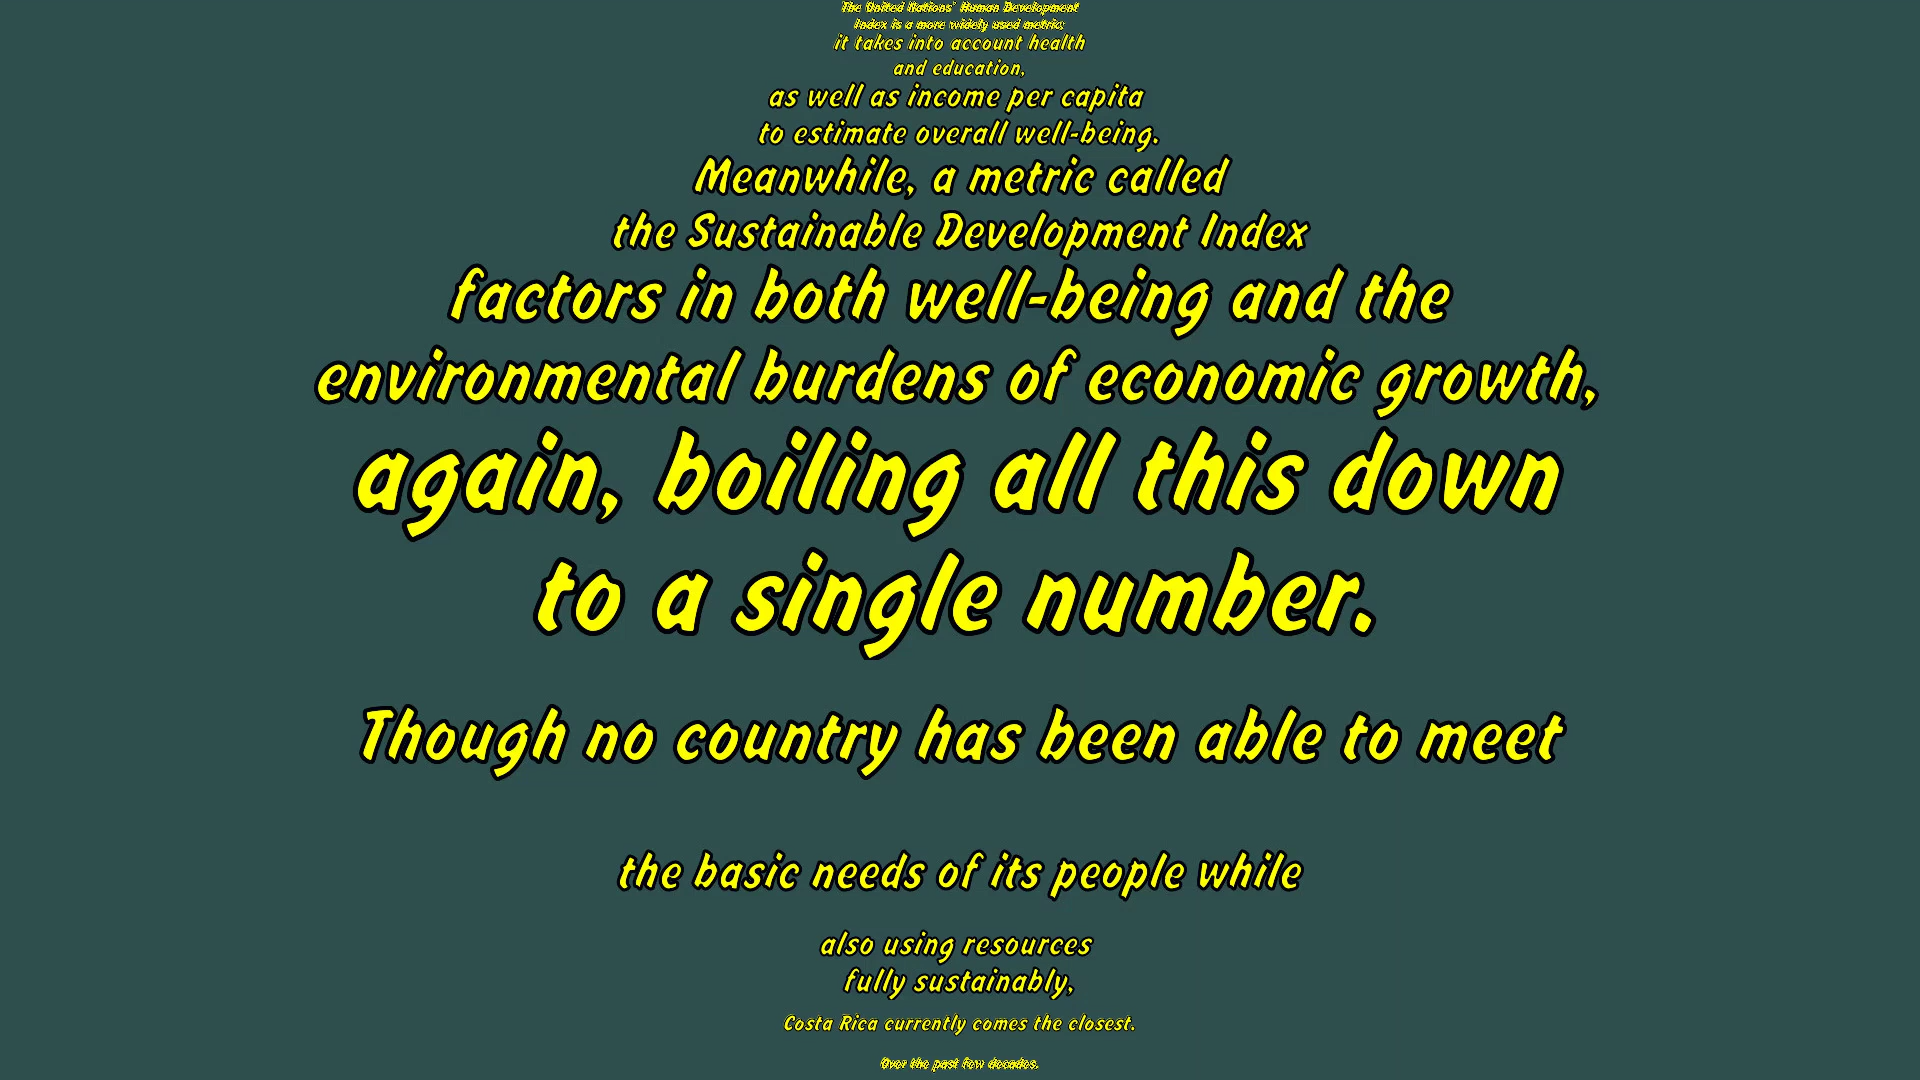 The United Nations' Human Development
Index is a more widely used metric;
it takes into account health
and education,
as well as income per capita
to estimate overall well-being.
Meanwhile, a metric called
the Sustainable Development Index
factors in both well-being and the
environmental burdens of economic growth,
again, boiling all this down
to a single number.
Though no country has been able to meet
the basic needs of its people while
also using resources
fully sustainably,
Costa Rica currently comes the closest.
Over the past few decades,